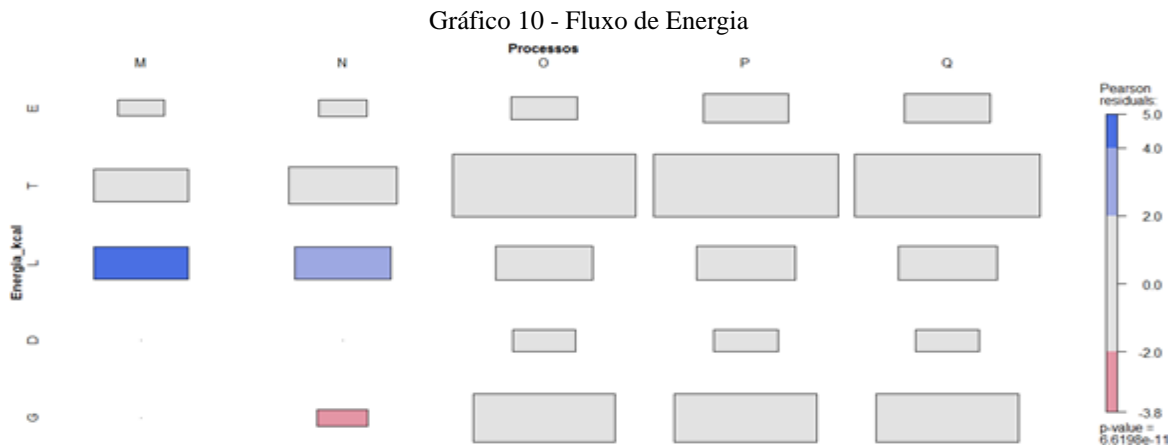 Gráfico 10 - Fluxo de Energia
Processos
M N O P Q
Energia_kcal
E
T
L
D
G
Pearson
residuals:
5.0
4.0
2.0
0.0
-2.0
-3.8
p-value =
6.6198e-11